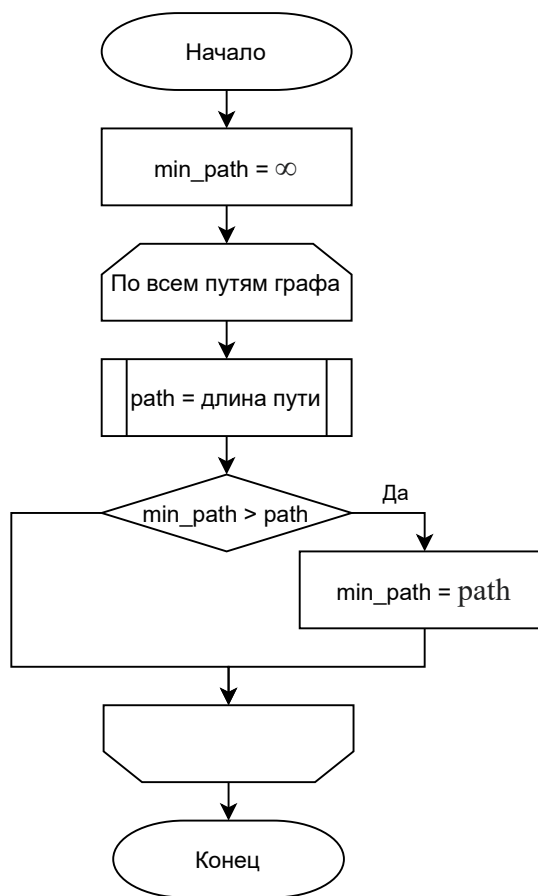 Начало
min_path = ∞
По всем путям графа
path = длина пути
min_path > path
Да
min_path = path
Конец